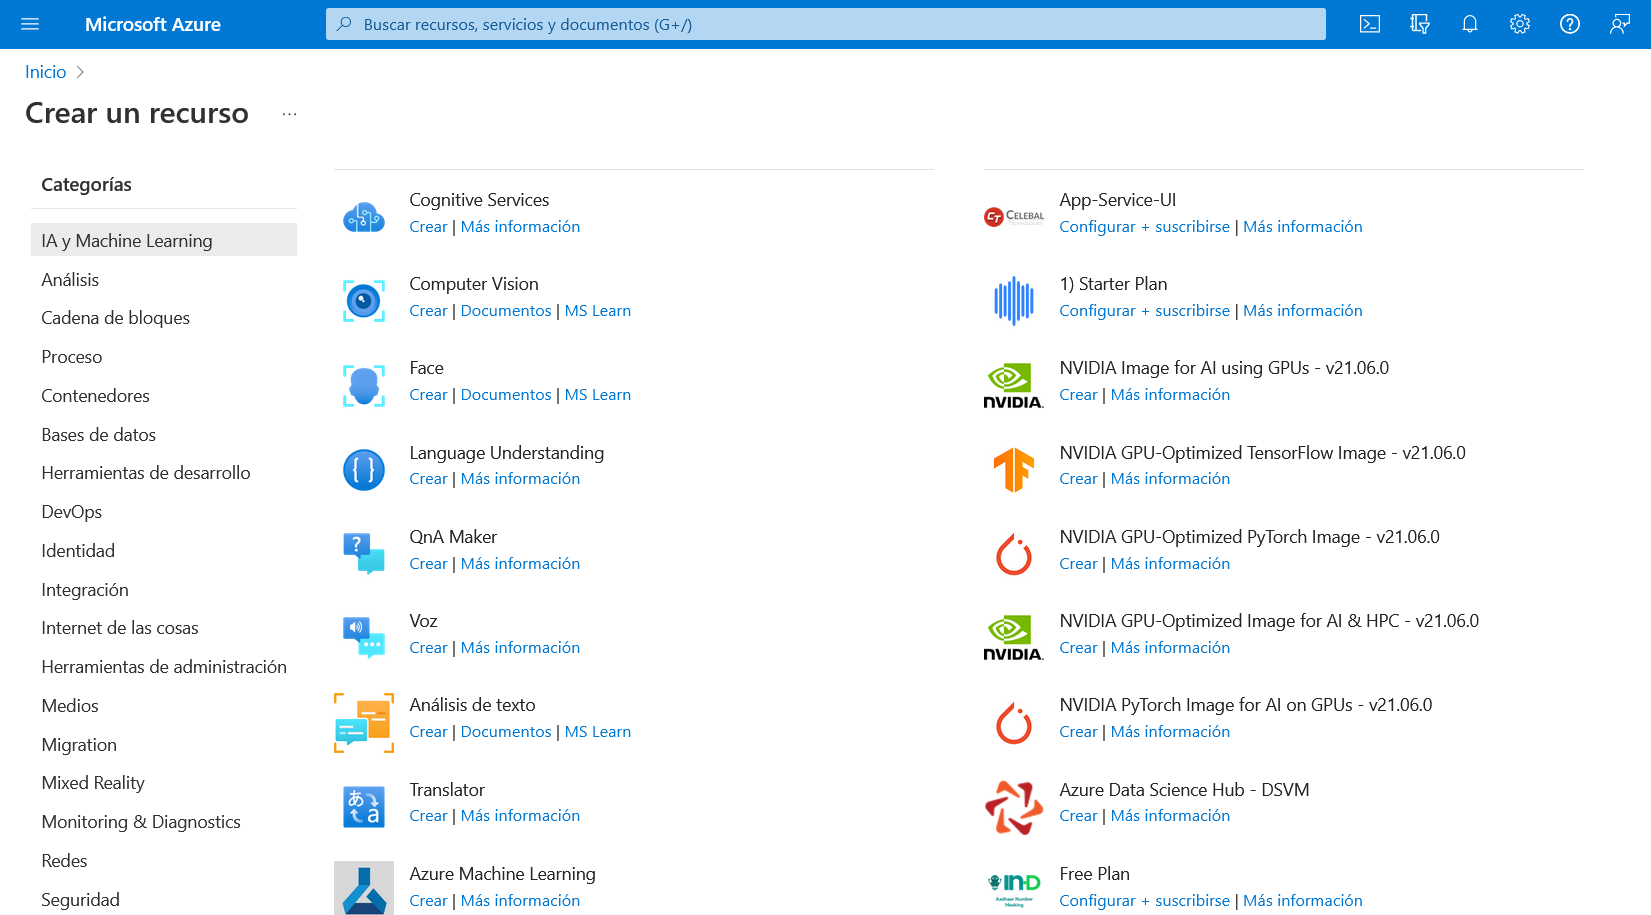 Microsoft Azure
Buscar recursos, servicios y documentos (G+/)
Inicio
Crear un recurso
Categorías
IA y Machine Learning
Análisis
Cadena de bloques
Proceso
Contenedores
Bases de datos
Herramientas de desarrollo
DevOps
Identidad
Integración
Internet de las cosas
Herramientas de administración
Medios
Migration
Mixed Reality
Monitoring & Diagnostics
Redes
Seguridad
Cognitive Services
Crear | Más información
Computer Vision
Crear | Documentos | MS Learn
Face
Crear | Documentos | MS Learn
Language Understanding
Crear | Más información
QnA Maker
Crear | Más información
Voz
Crear | Más información
Análisis de texto
Crear | Documentos | MS Learn
Translator
Crear | Más información
あ a
Azure Machine Learning
Crear | Más información
CT CELEBAL
App-Service-UI
Configurar + suscribirse | Más información
1) Starter Plan
Configurar + suscribirse | Más información
NVIDIA.
NVIDIA Image for AI using GPUs - v21.06.0
Crear | Más información
NVIDIA GPU-Optimized TensorFlow Image - v21.06.0
Crear | Más información
NVIDIA GPU-Optimized PyTorch Image - v21.06.0
Crear | Más información
NVIDIA.
NVIDIA GPU-Optimized Image for AI & HPC - v21.06.0
Crear | Más información
NVIDIA PyTorch Image for AI on GPUs - v21.06.0
Crear | Más información
Azure Data Science Hub - DSVM
Crear | Más información
IN-D
Aadhaar Number
Masking
Free Plan
Configurar + suscribirse | Más información